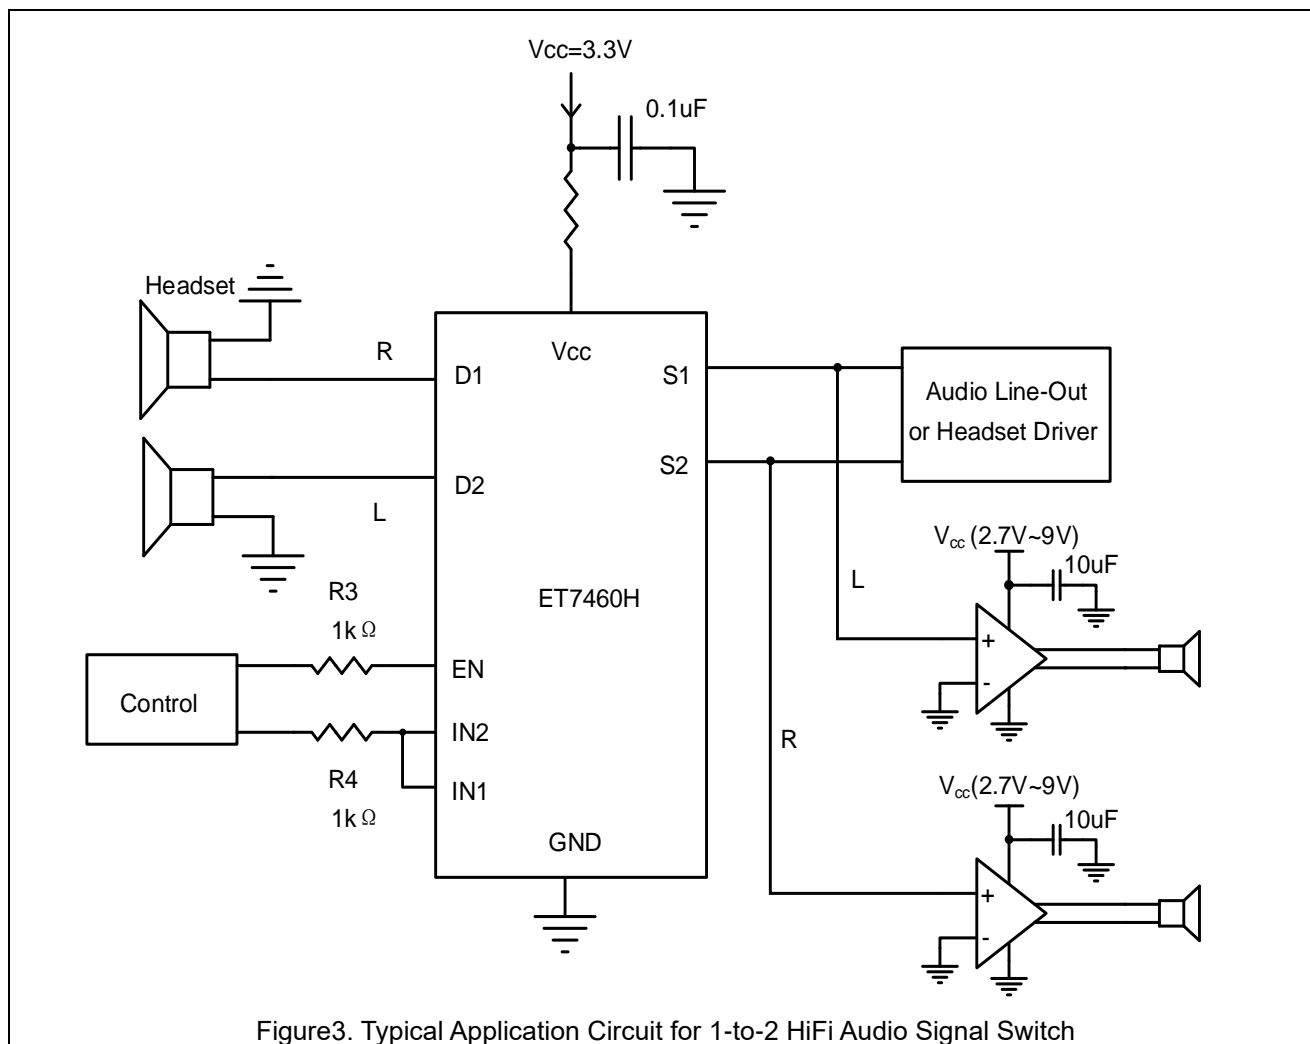 Vcc=3.3V
0.1uF
Headset
R
D1
Vcc
S1
Audio Line-Out
or Headset Driver
D2
S2
L
Vcc (2.7V~9V)
10uF
L
R3
1kΩ
ET7460H
+
-
EN
Control
IN2
R
R4
1kΩ
IN1
Vcc(2.7V~9V)
10uF
GND
+
-
Figure3. Typical Application Circuit for 1-to-2 HiFi Audio Signal Switch